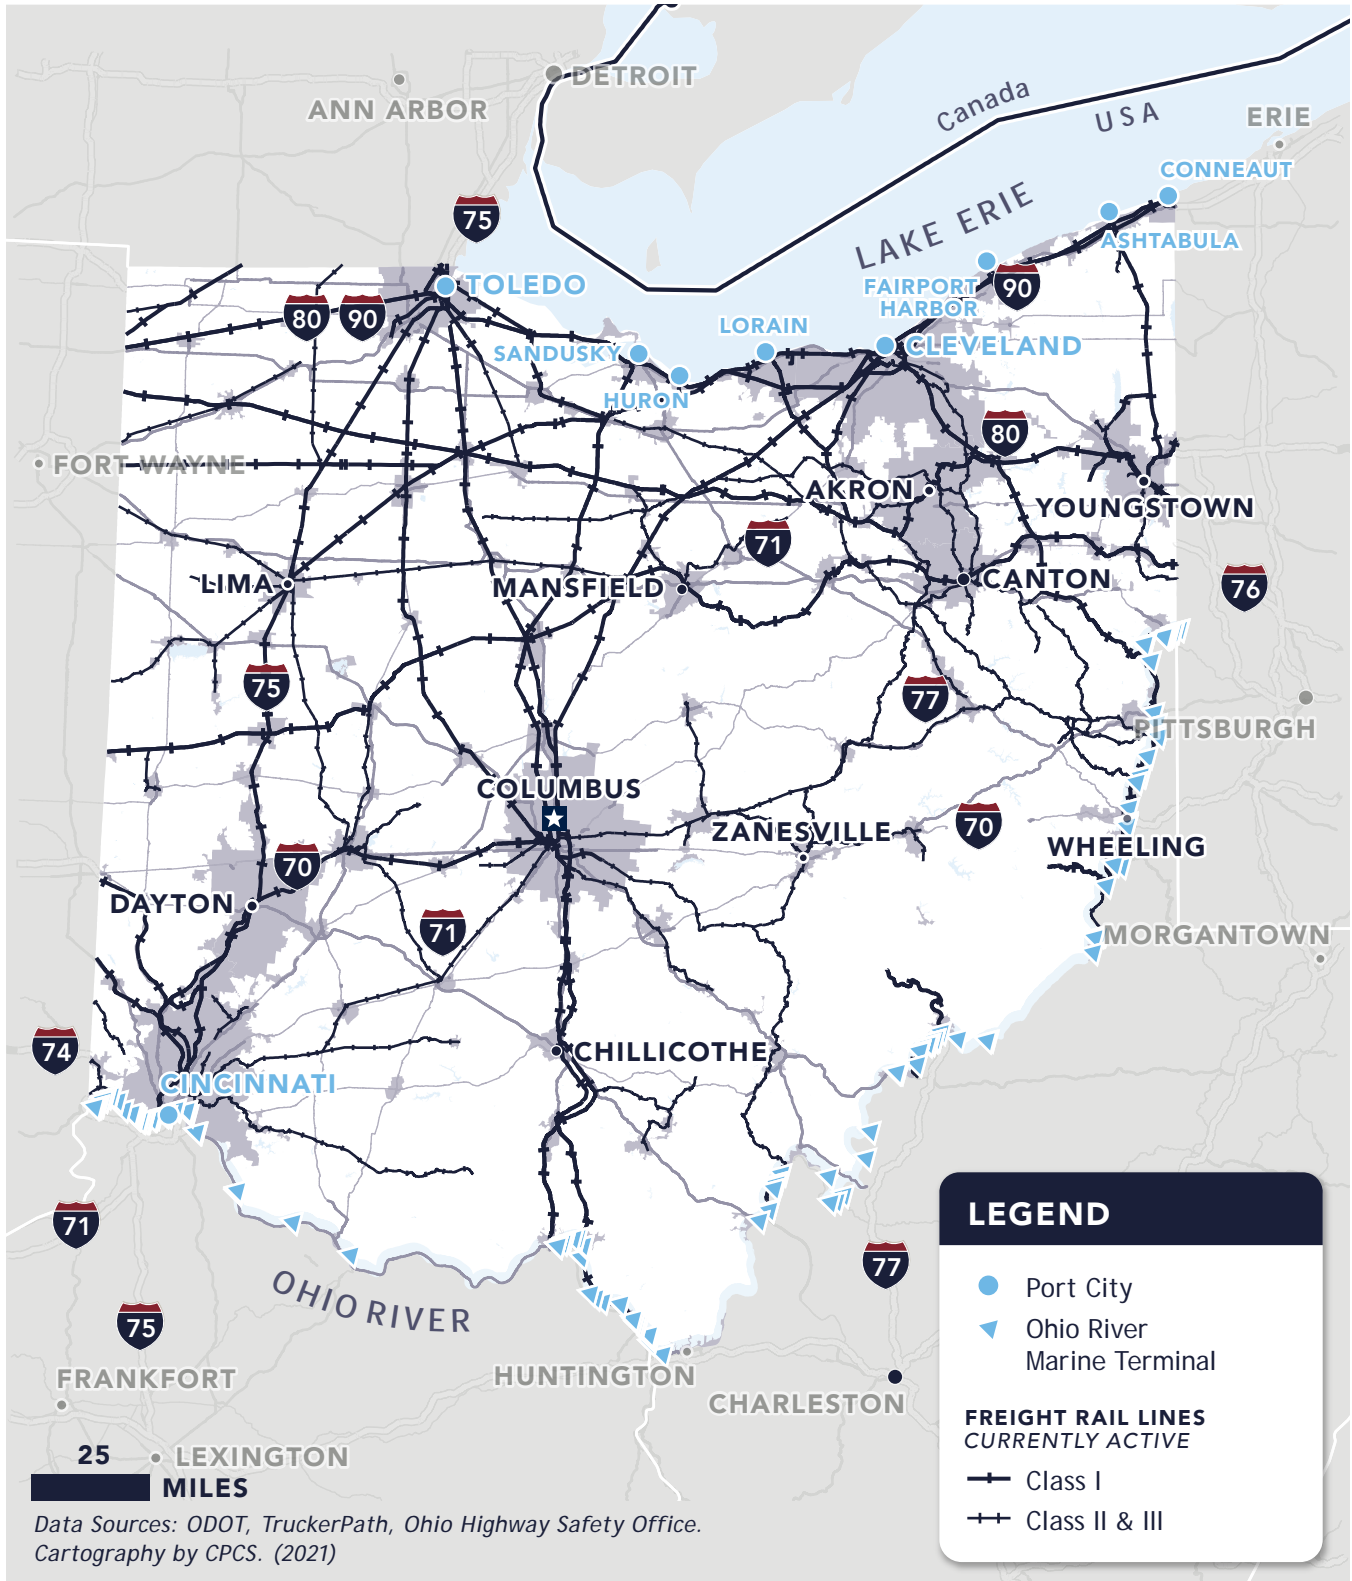 DETROIT
ANN ARBOR
Canada
USA
ERIE
CONNEAUT
75
LAKE ERIE
ASHTABULA
TOLEDO
FAIRPORT
HARBOR
90
80
90
LORAIN
SANDUSKY
CLEVELAND
HURON
80
FORT WAYNE
AKRON
YOUNGSTOWN
71
LIMA
MANSFIELD
CANTON
76
75
77
PITTSBURGH
COLUMBUS
ZANESVILLE
70
WHEELING
70
DAYTON
71
MORGANTOWN
74
CHILLICOTHE
CINCINNATI
71
77
OHIO RIVER
75
FRANKFORT
HUNTINGTON
CHARLESTON
LEXINGTON
25
MILES
Data Sources: ODOT, TruckerPath, Ohio Highway Safety Office.
Cartography by CPCS. (2021)
LEGEND
Port City
Ohio River
Marine Terminal
FREIGHT RAIL LINES
CURRENTLY ACTIVE
Class I
Class II & III